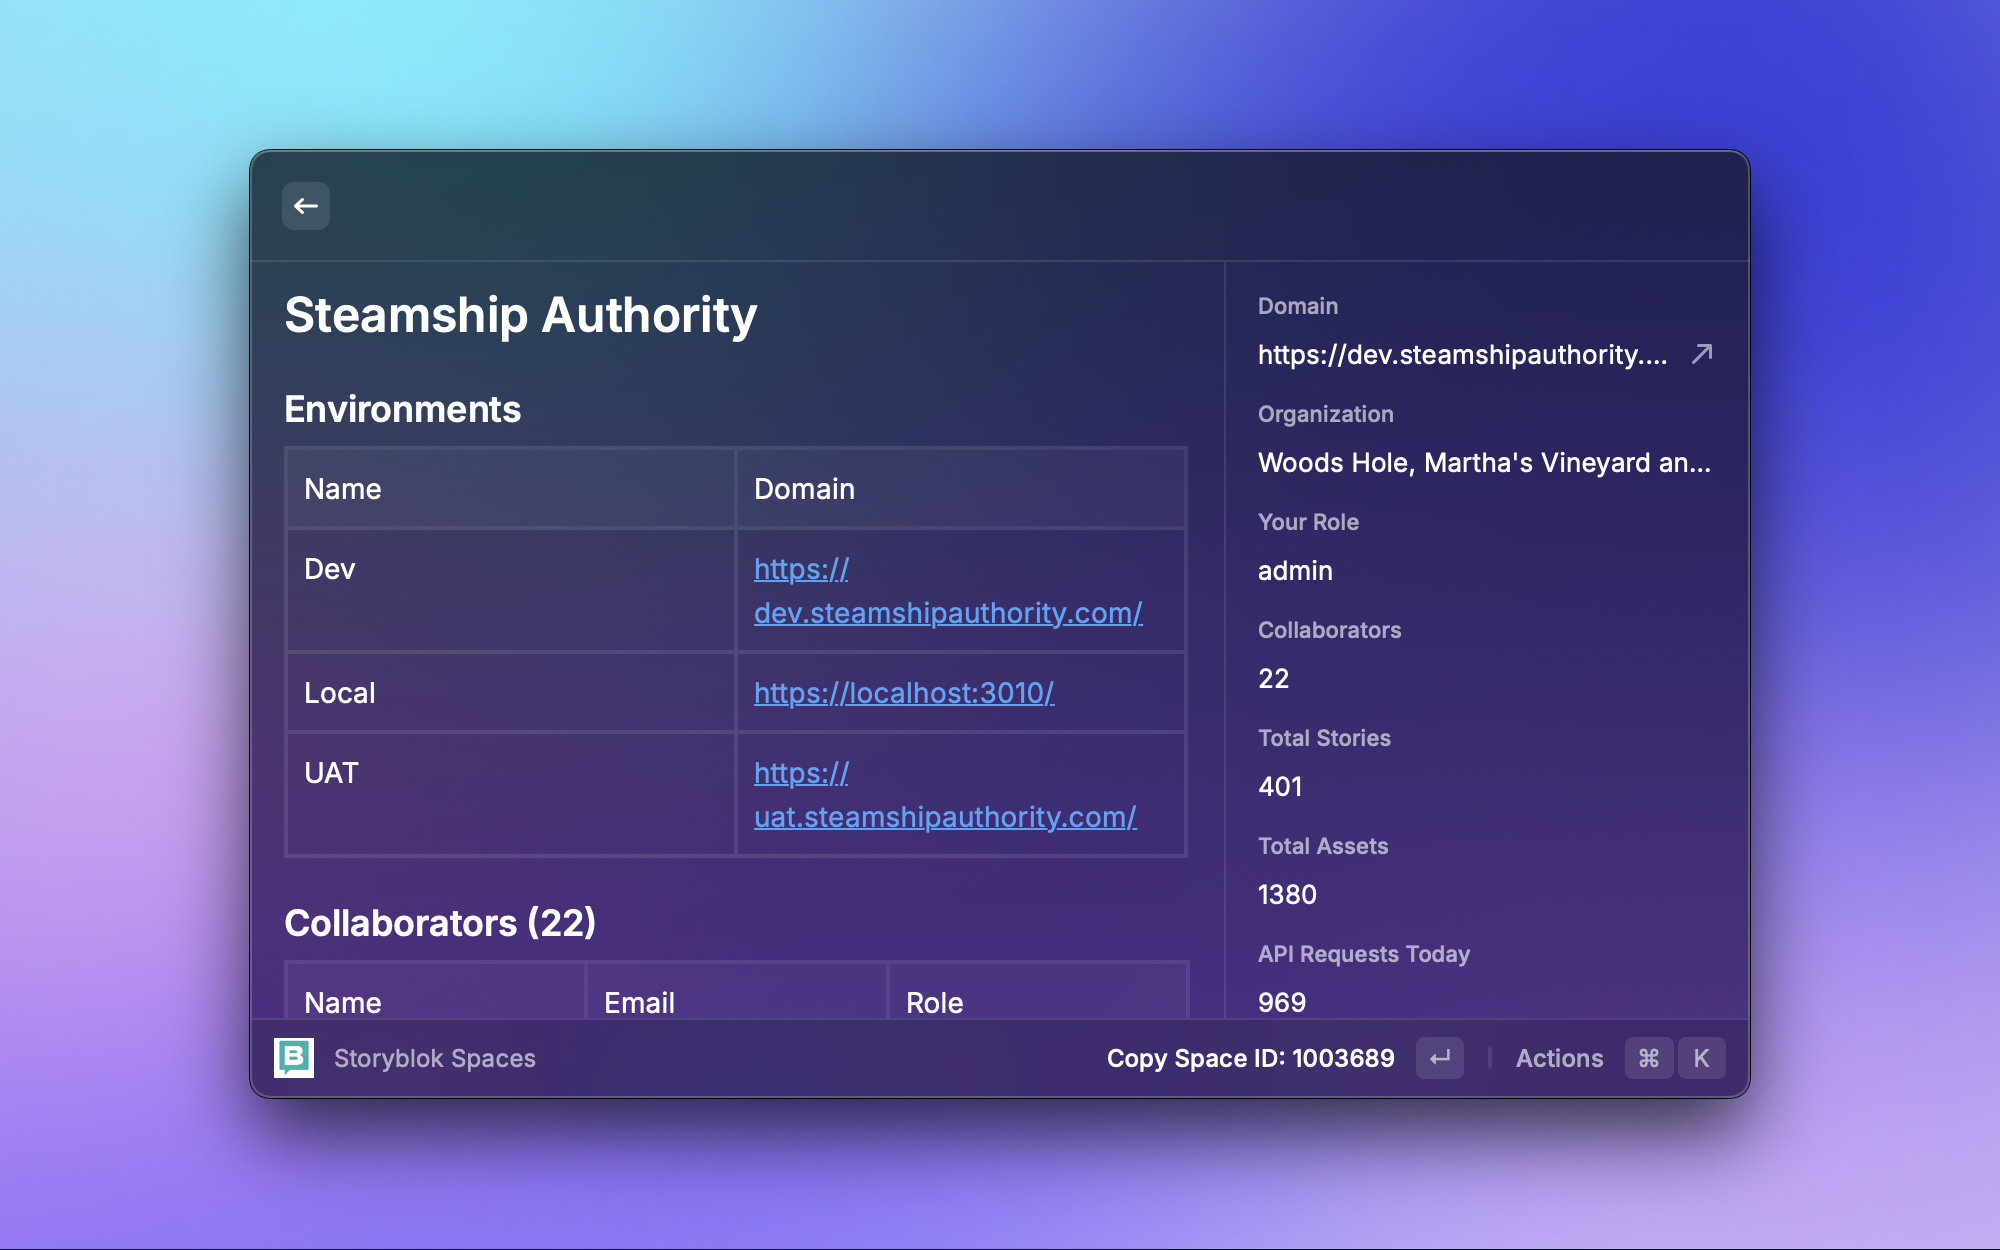 Steamship Authority
Environments
Name Domain
Dev https://
dev.steamshipauthority.com/
Local https://localhost:3010/
UAT https://
uat.steamshipauthority.com/
Collaborators (22)
Name Email Role
Domain
https://dev.steamshipauthority....
Organization
Woods Hole, Martha's Vineyard an...
Your Role
admin
Collaborators
22
Total Stories
401
Total Assets
1380
API Requests Today
969
B Storyblok Spaces
Copy Space ID: 1003689 ↵ Actions ⌘ K